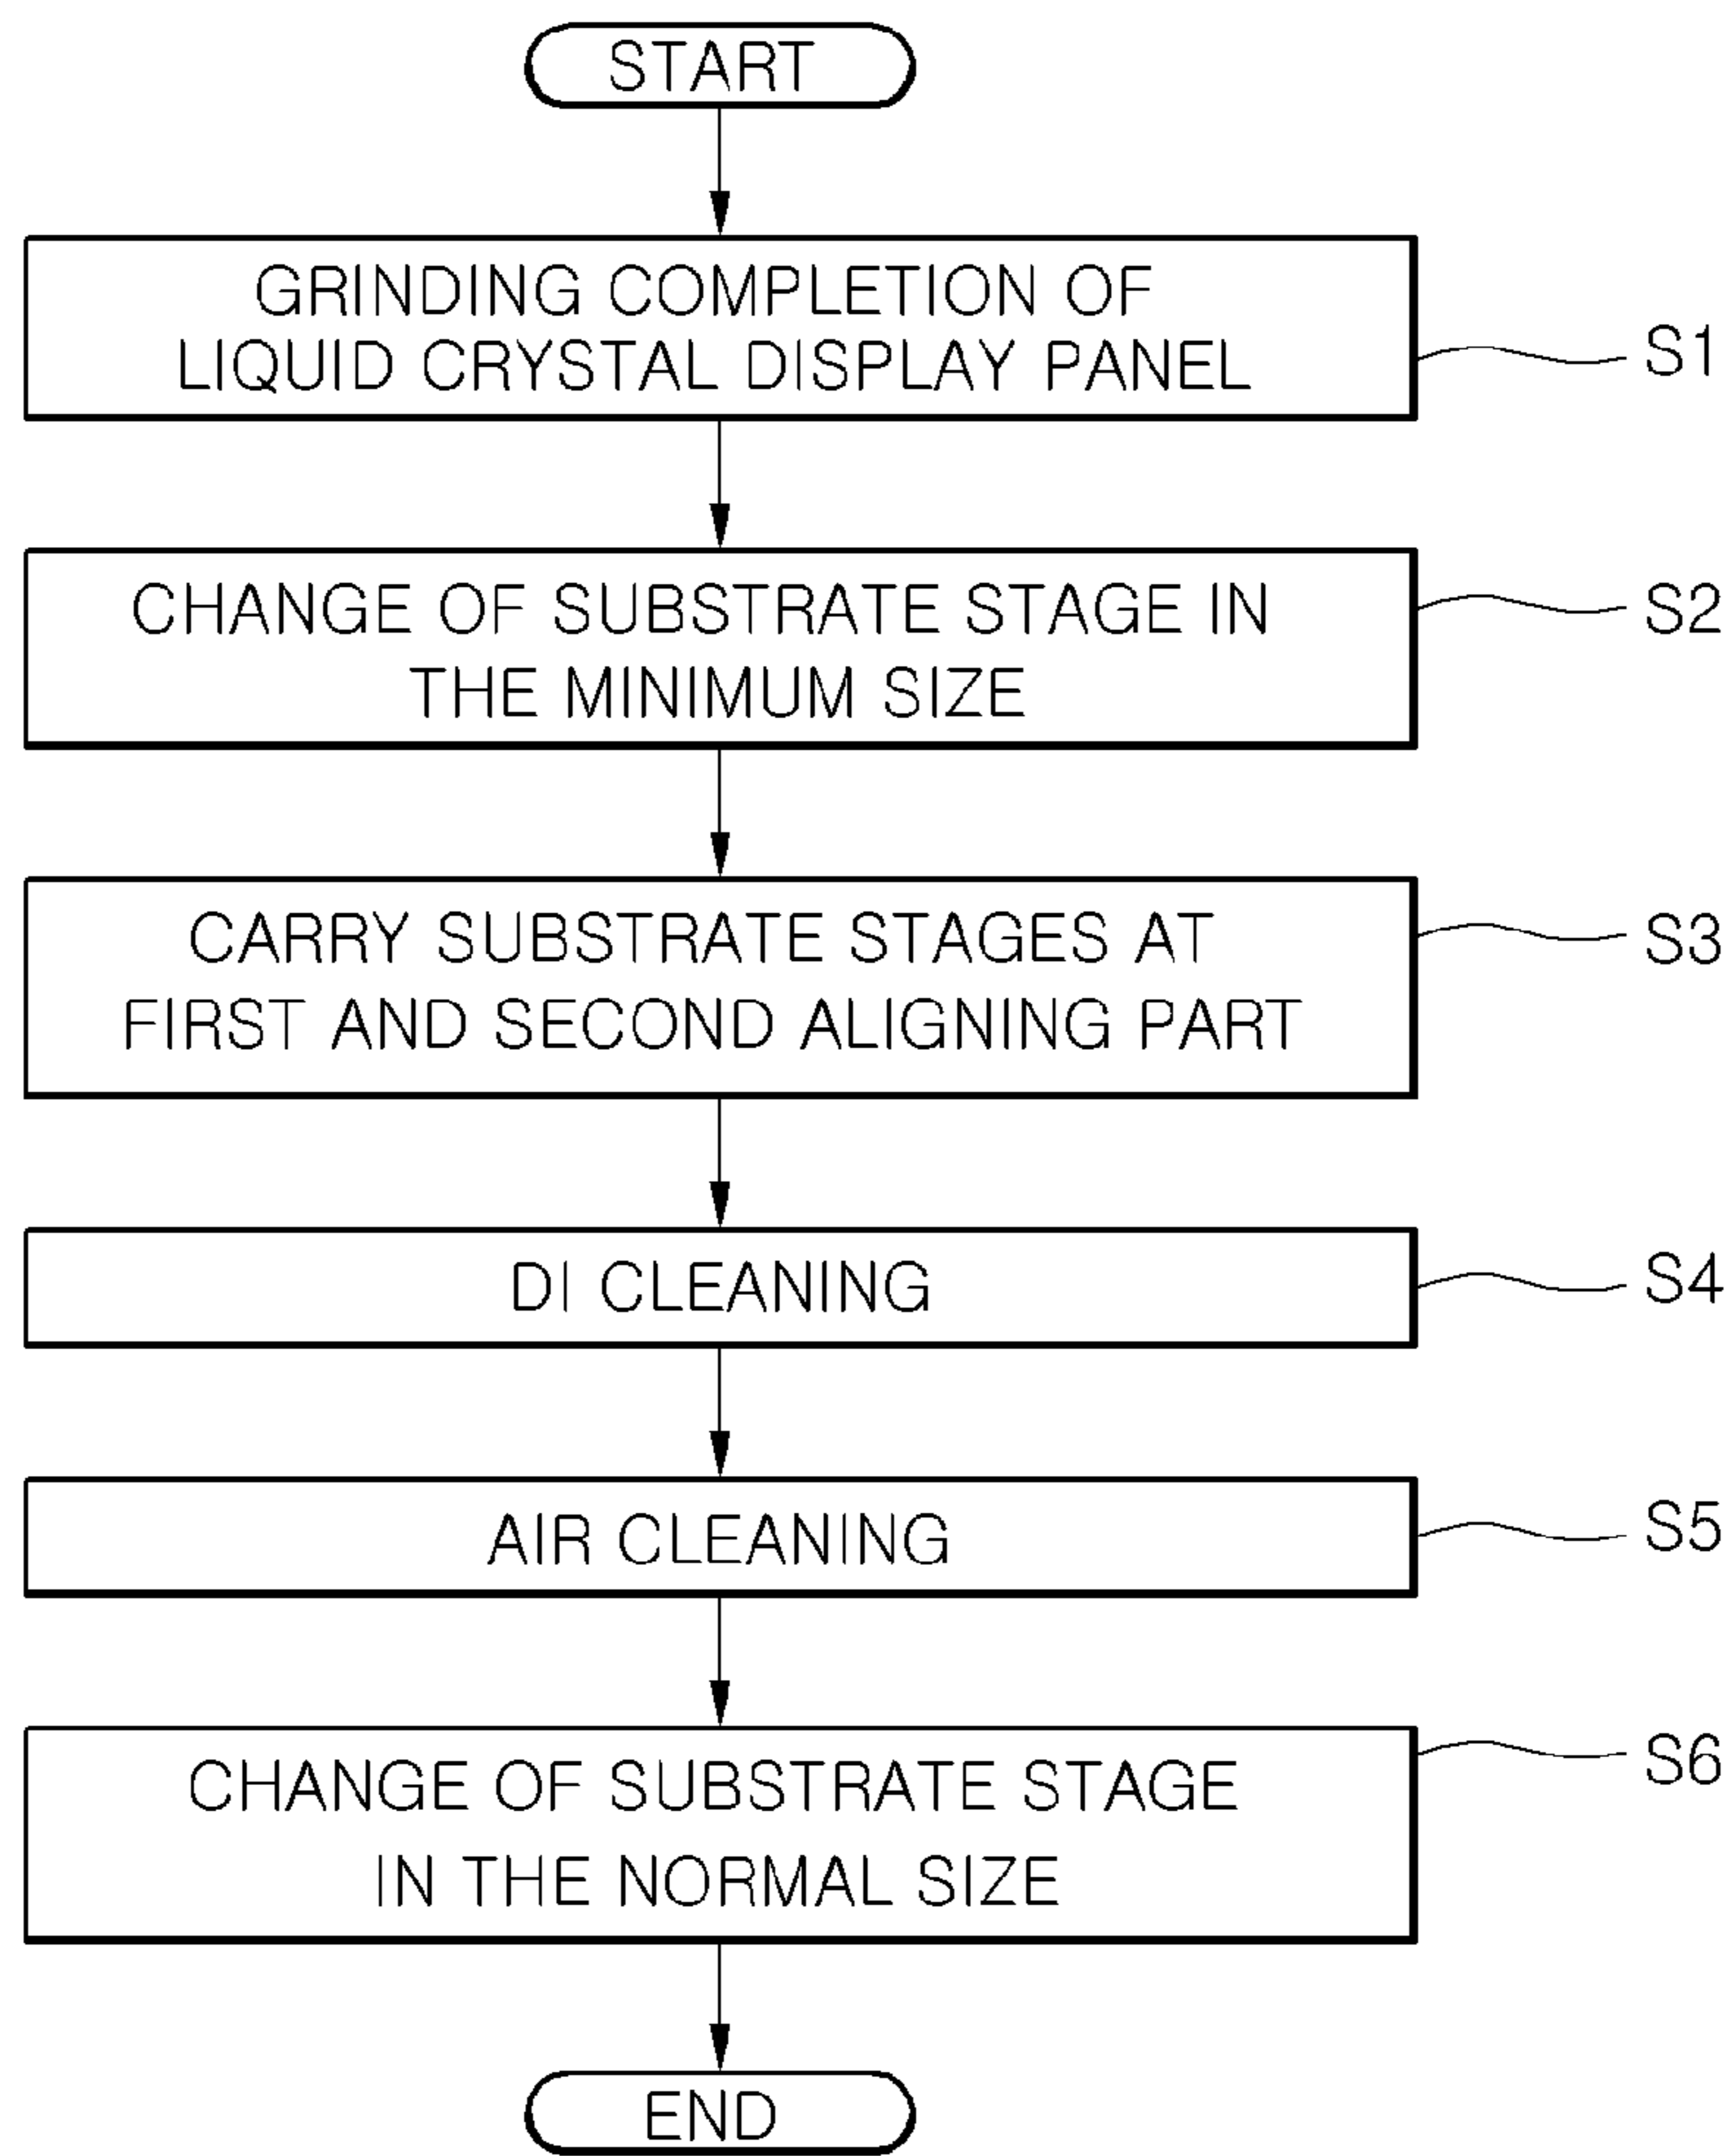 START
GRINDING COMPLETION OF
LIQUID CRYSTAL DISPLAY PANEL
S1
CHANGE OF SUBSTRATE STAGE IN
THE MINIMUM SIZE
S2
CARRY SUBSTRATE STAGES AT
FIRST AND SECOND ALIGNING PART
S3
DI CLEANING
S4
AIR CLEANING
S5
CHANGE OF SUBSTRATE STAGE
IN THE NORMAL SIZE
S6
END